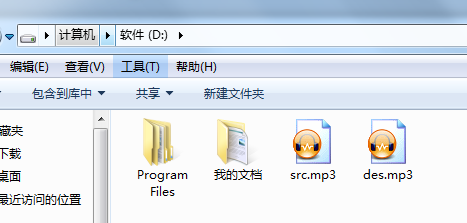 计算机 软件 (D:)
编辑(E) 查看(V) 工具(T) 帮助(H)
包含到库中 共享 新建文件夹
藏夹
下载
桌面
最近访问的位置
Program Files
我的文档
src.mp3
des.mp3